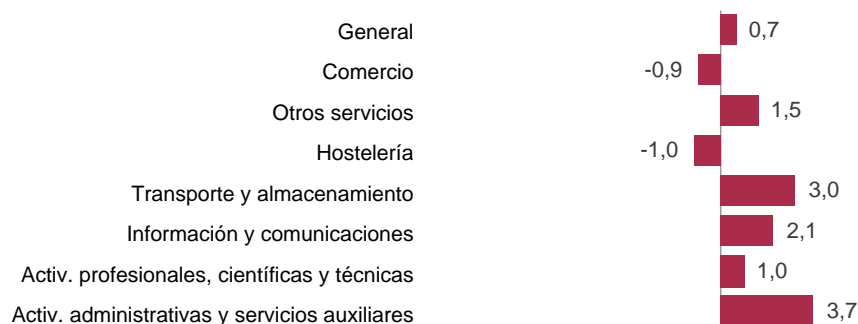 General 0,7
Comercio -0,9
Otros servicios 1,5
Hostelería -1,0
Transporte y almacenamiento 3,0
Información y comunicaciones 2,1
Activ. profesionales, científicas y técnicas 1,0
Activ. administrativas y servicios auxiliares 3,7